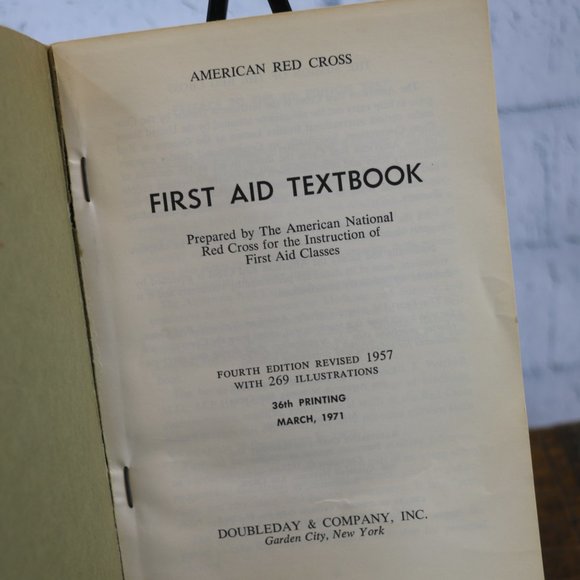 AMERICAN RED CROSS
FIRST AID TEXTBOOK
Prepared by The American National
Red Cross for the Instruction of
First Aid Classes
FOURTH EDITION REVISED 1957
WITH 269 ILLUSTRATIONS
36th PRINTING
MARCH, 1971
DOUBLEDAY & COMPANY, INC.
Garden City, New York